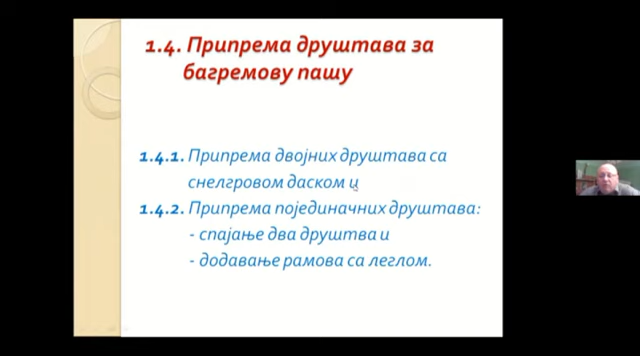 1.4. Припрема друштава за
багремову пашу
1.4.1. Припрема двојних друштава са
снелгровом даском и
1.4.2. Припрема појединачних друштава:
- спајање два друштва и
- додавање рамова са леглом.